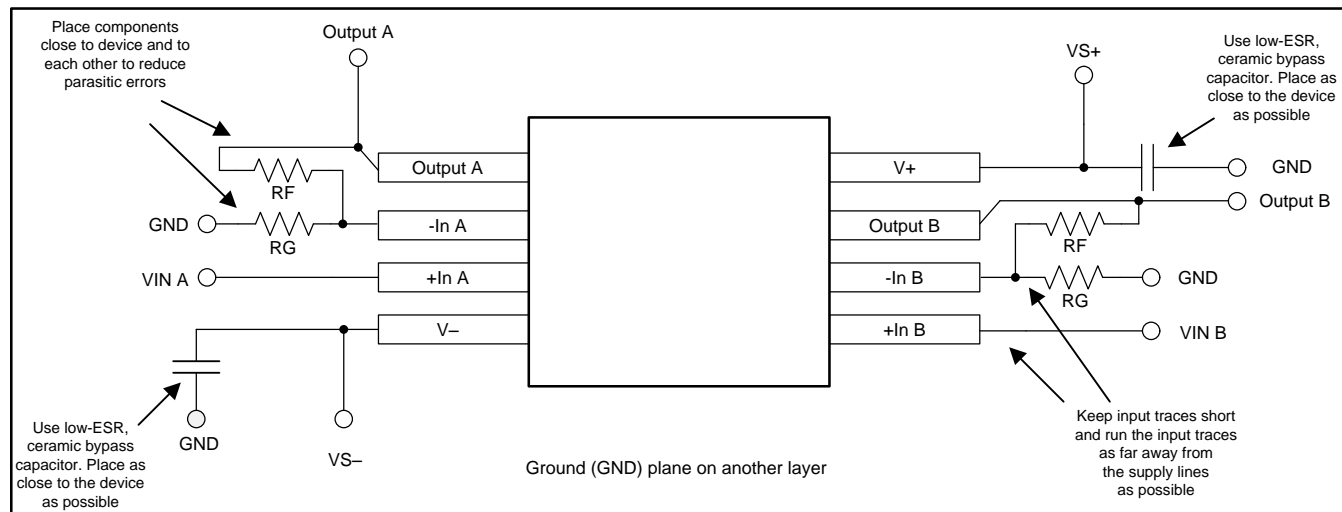 Place components
close to device and to
each other to reduce
parasitic errors
Output A
VS+
Use low-ESR,
ceramic bypass
capacitor. Place as
close to the device
as possible
Output A
V+
GND
RF
Output B
GND
-In A
Output B
RF
RG
VIN A
+In A
-In B
GND
RG
V–
+In B
VIN B
Use low-ESR,
ceramic bypass
capacitor. Place as
close to the device
as possible
GND
VS–
Ground (GND) plane on another layer
Keep input traces short
and run the input traces
as far away from
the supply lines
as possible